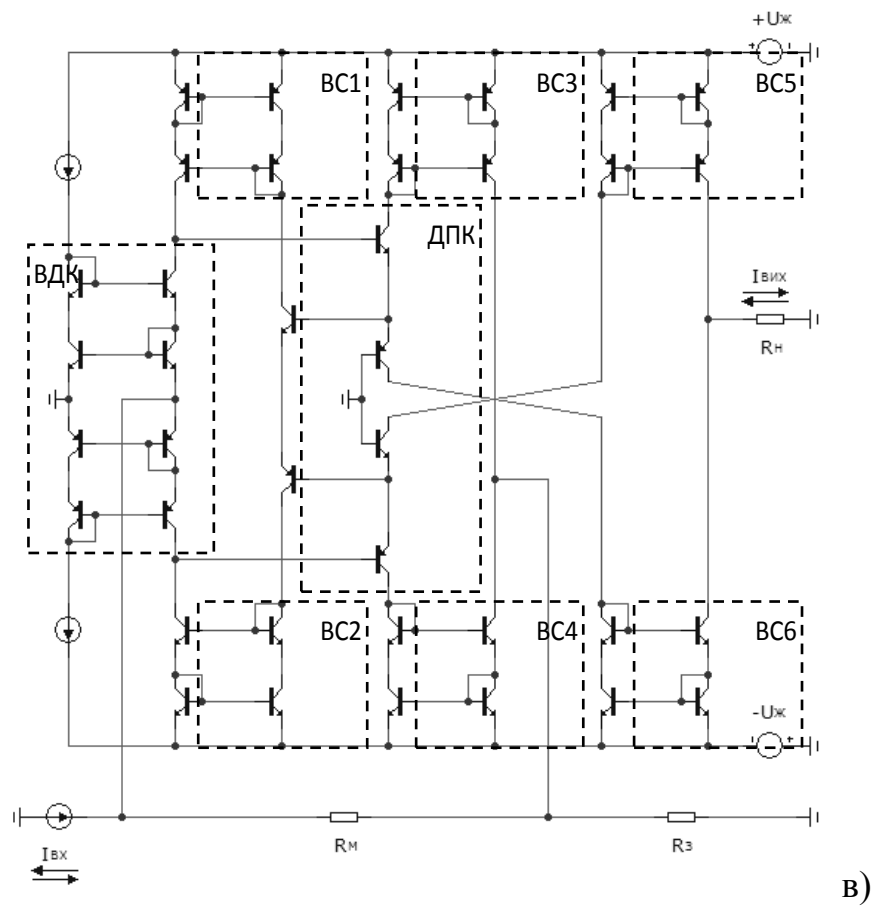 +Uж
ВС1
ВС3
ВС5
ВДК
ДПК
Iвих
Rн
ВС2
ВС4
ВС6
-Uж
Rм
Rз
Iвх
в)